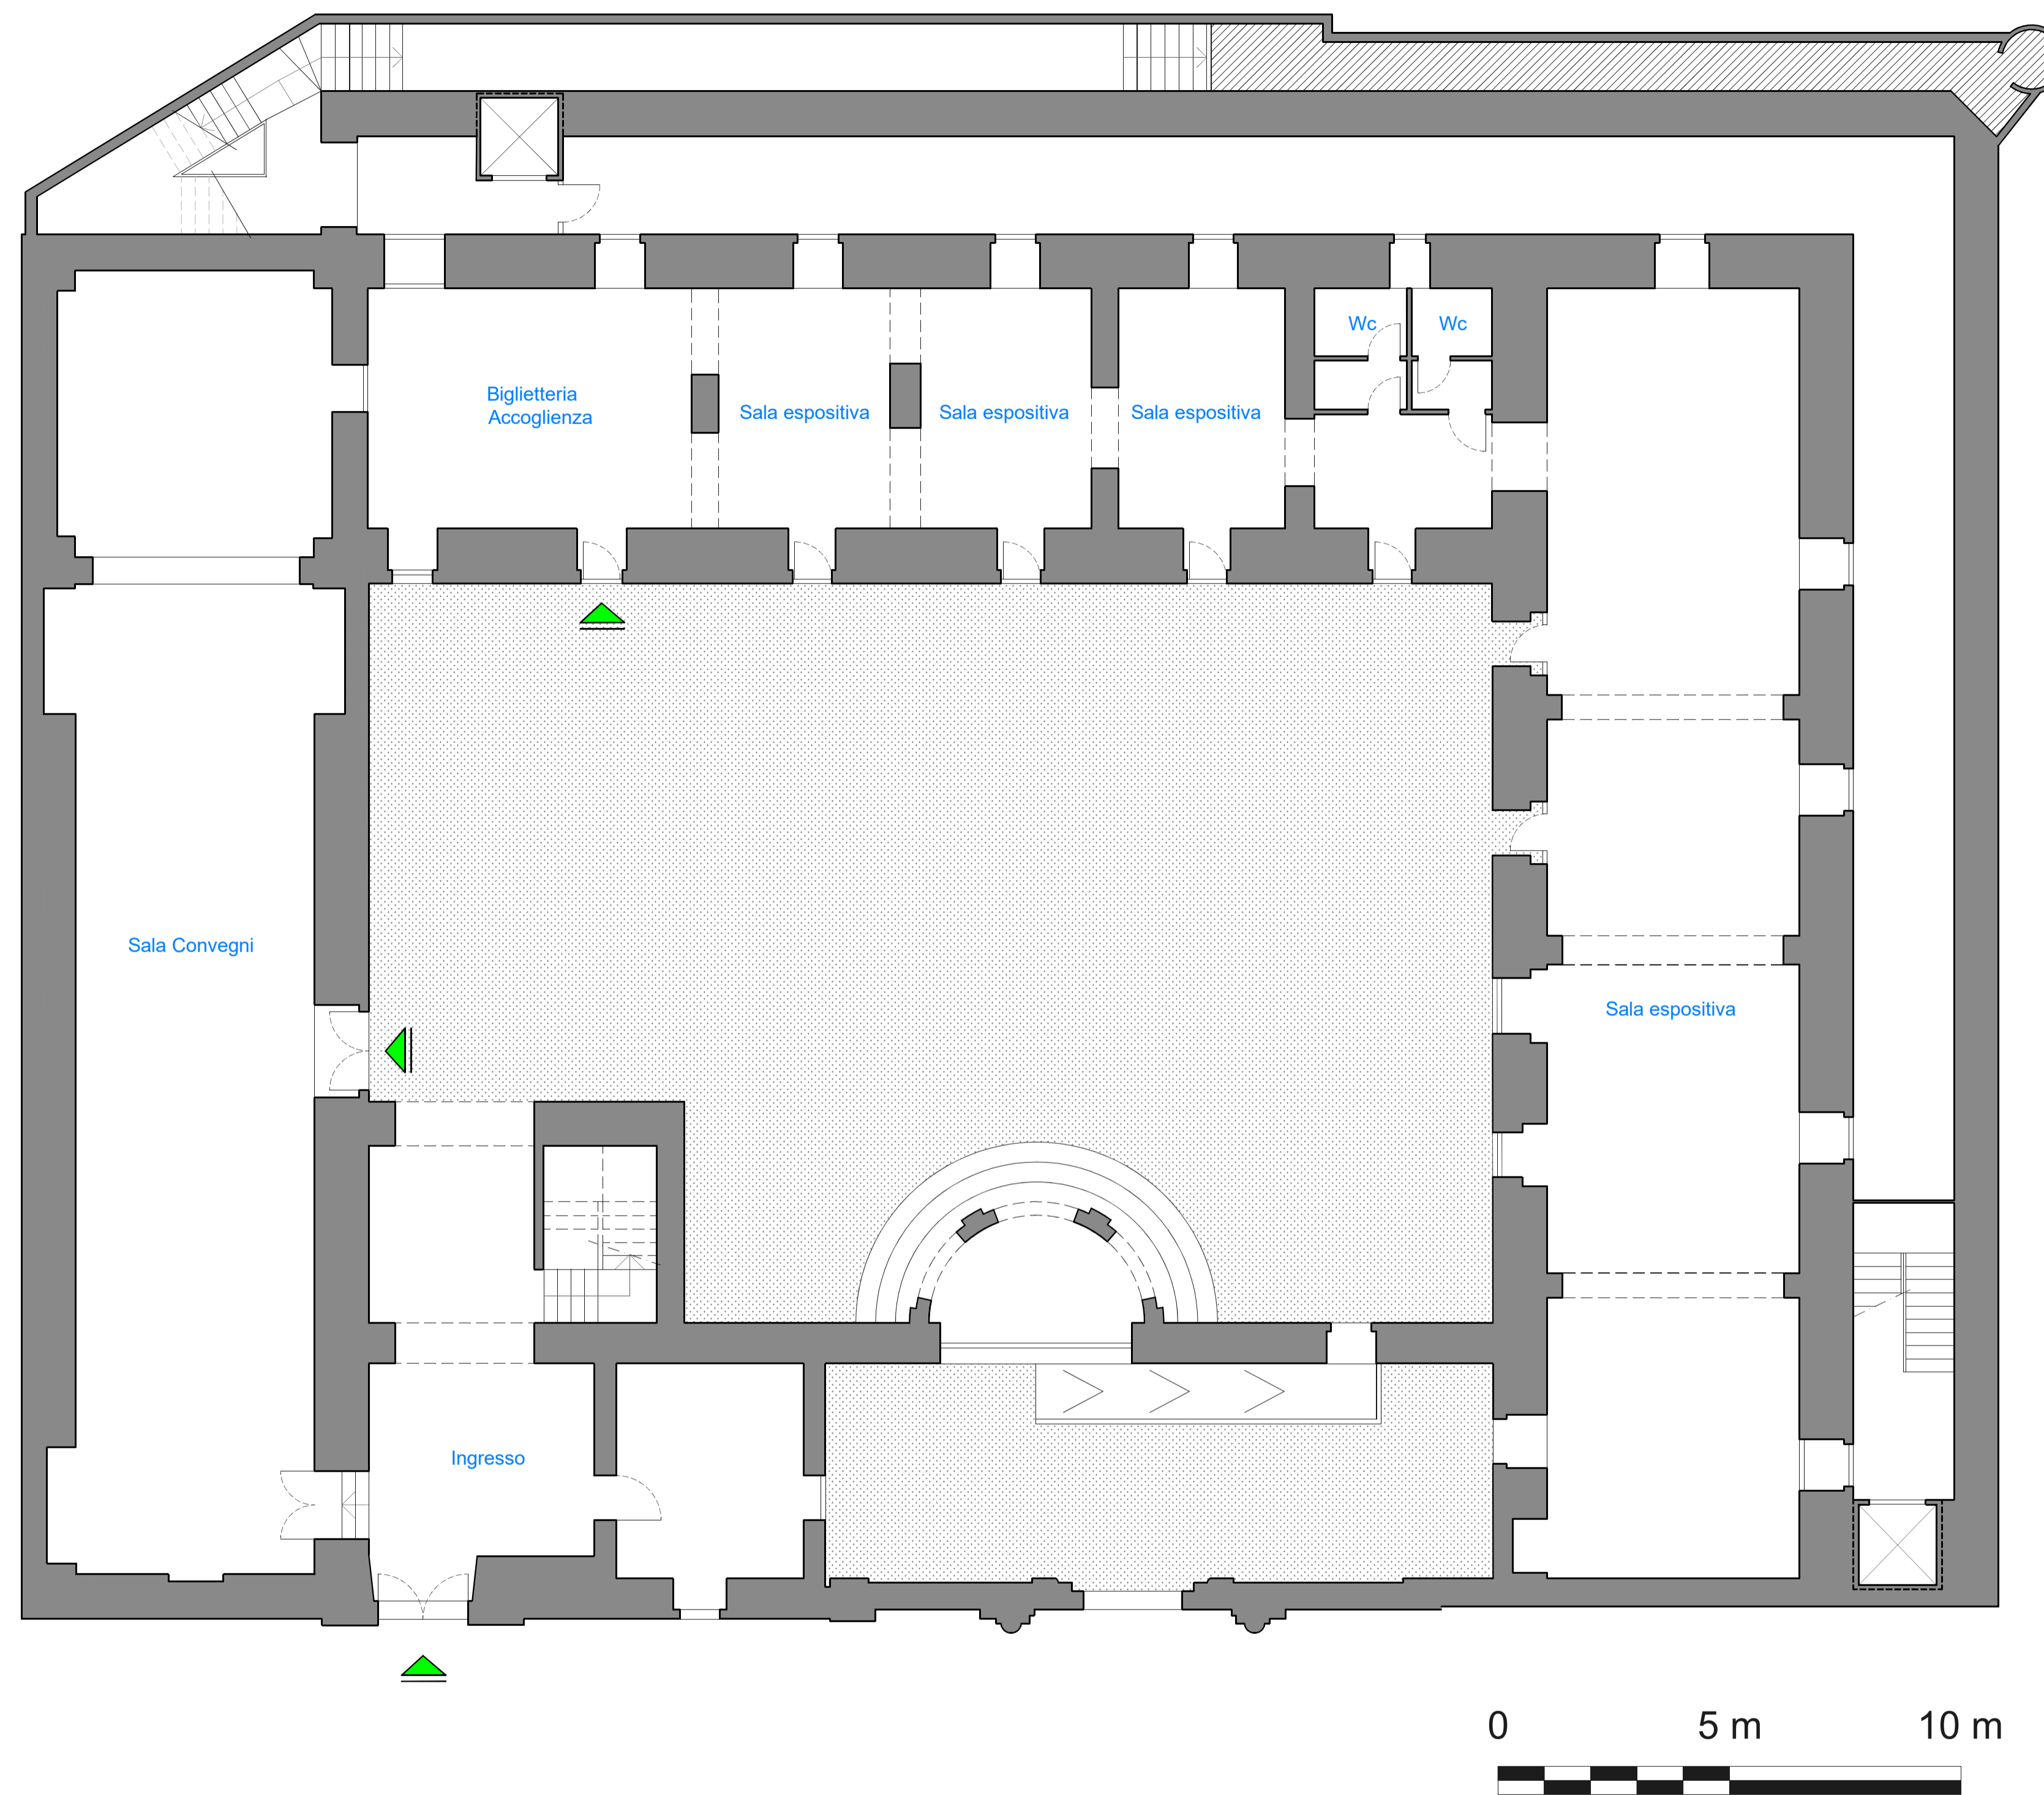 Wc
Wc
Biglietteria
Accoglienza
Sala espositiva
Sala espositiva
Sala espositiva
Sala Convegni
Sala espositiva
Ingresso
0
5 m
10 m